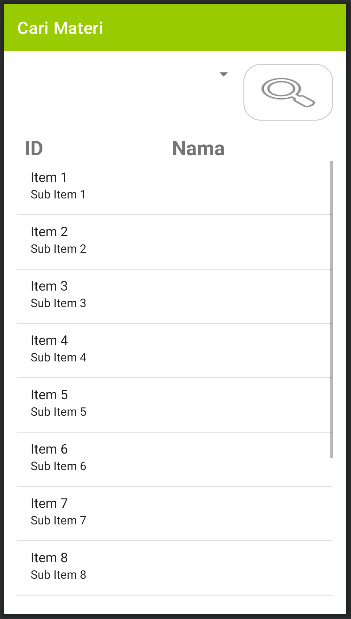 Cari Materi
ID Nama
Item 1
Sub Item 1
Item 2
Sub Item 2
Item 3
Sub Item 3
Item 4
Sub Item 4
Item 5
Sub Item 5
Item 6
Sub Item 6
Item 7
Sub Item 7
Item 8
Sub Item 8